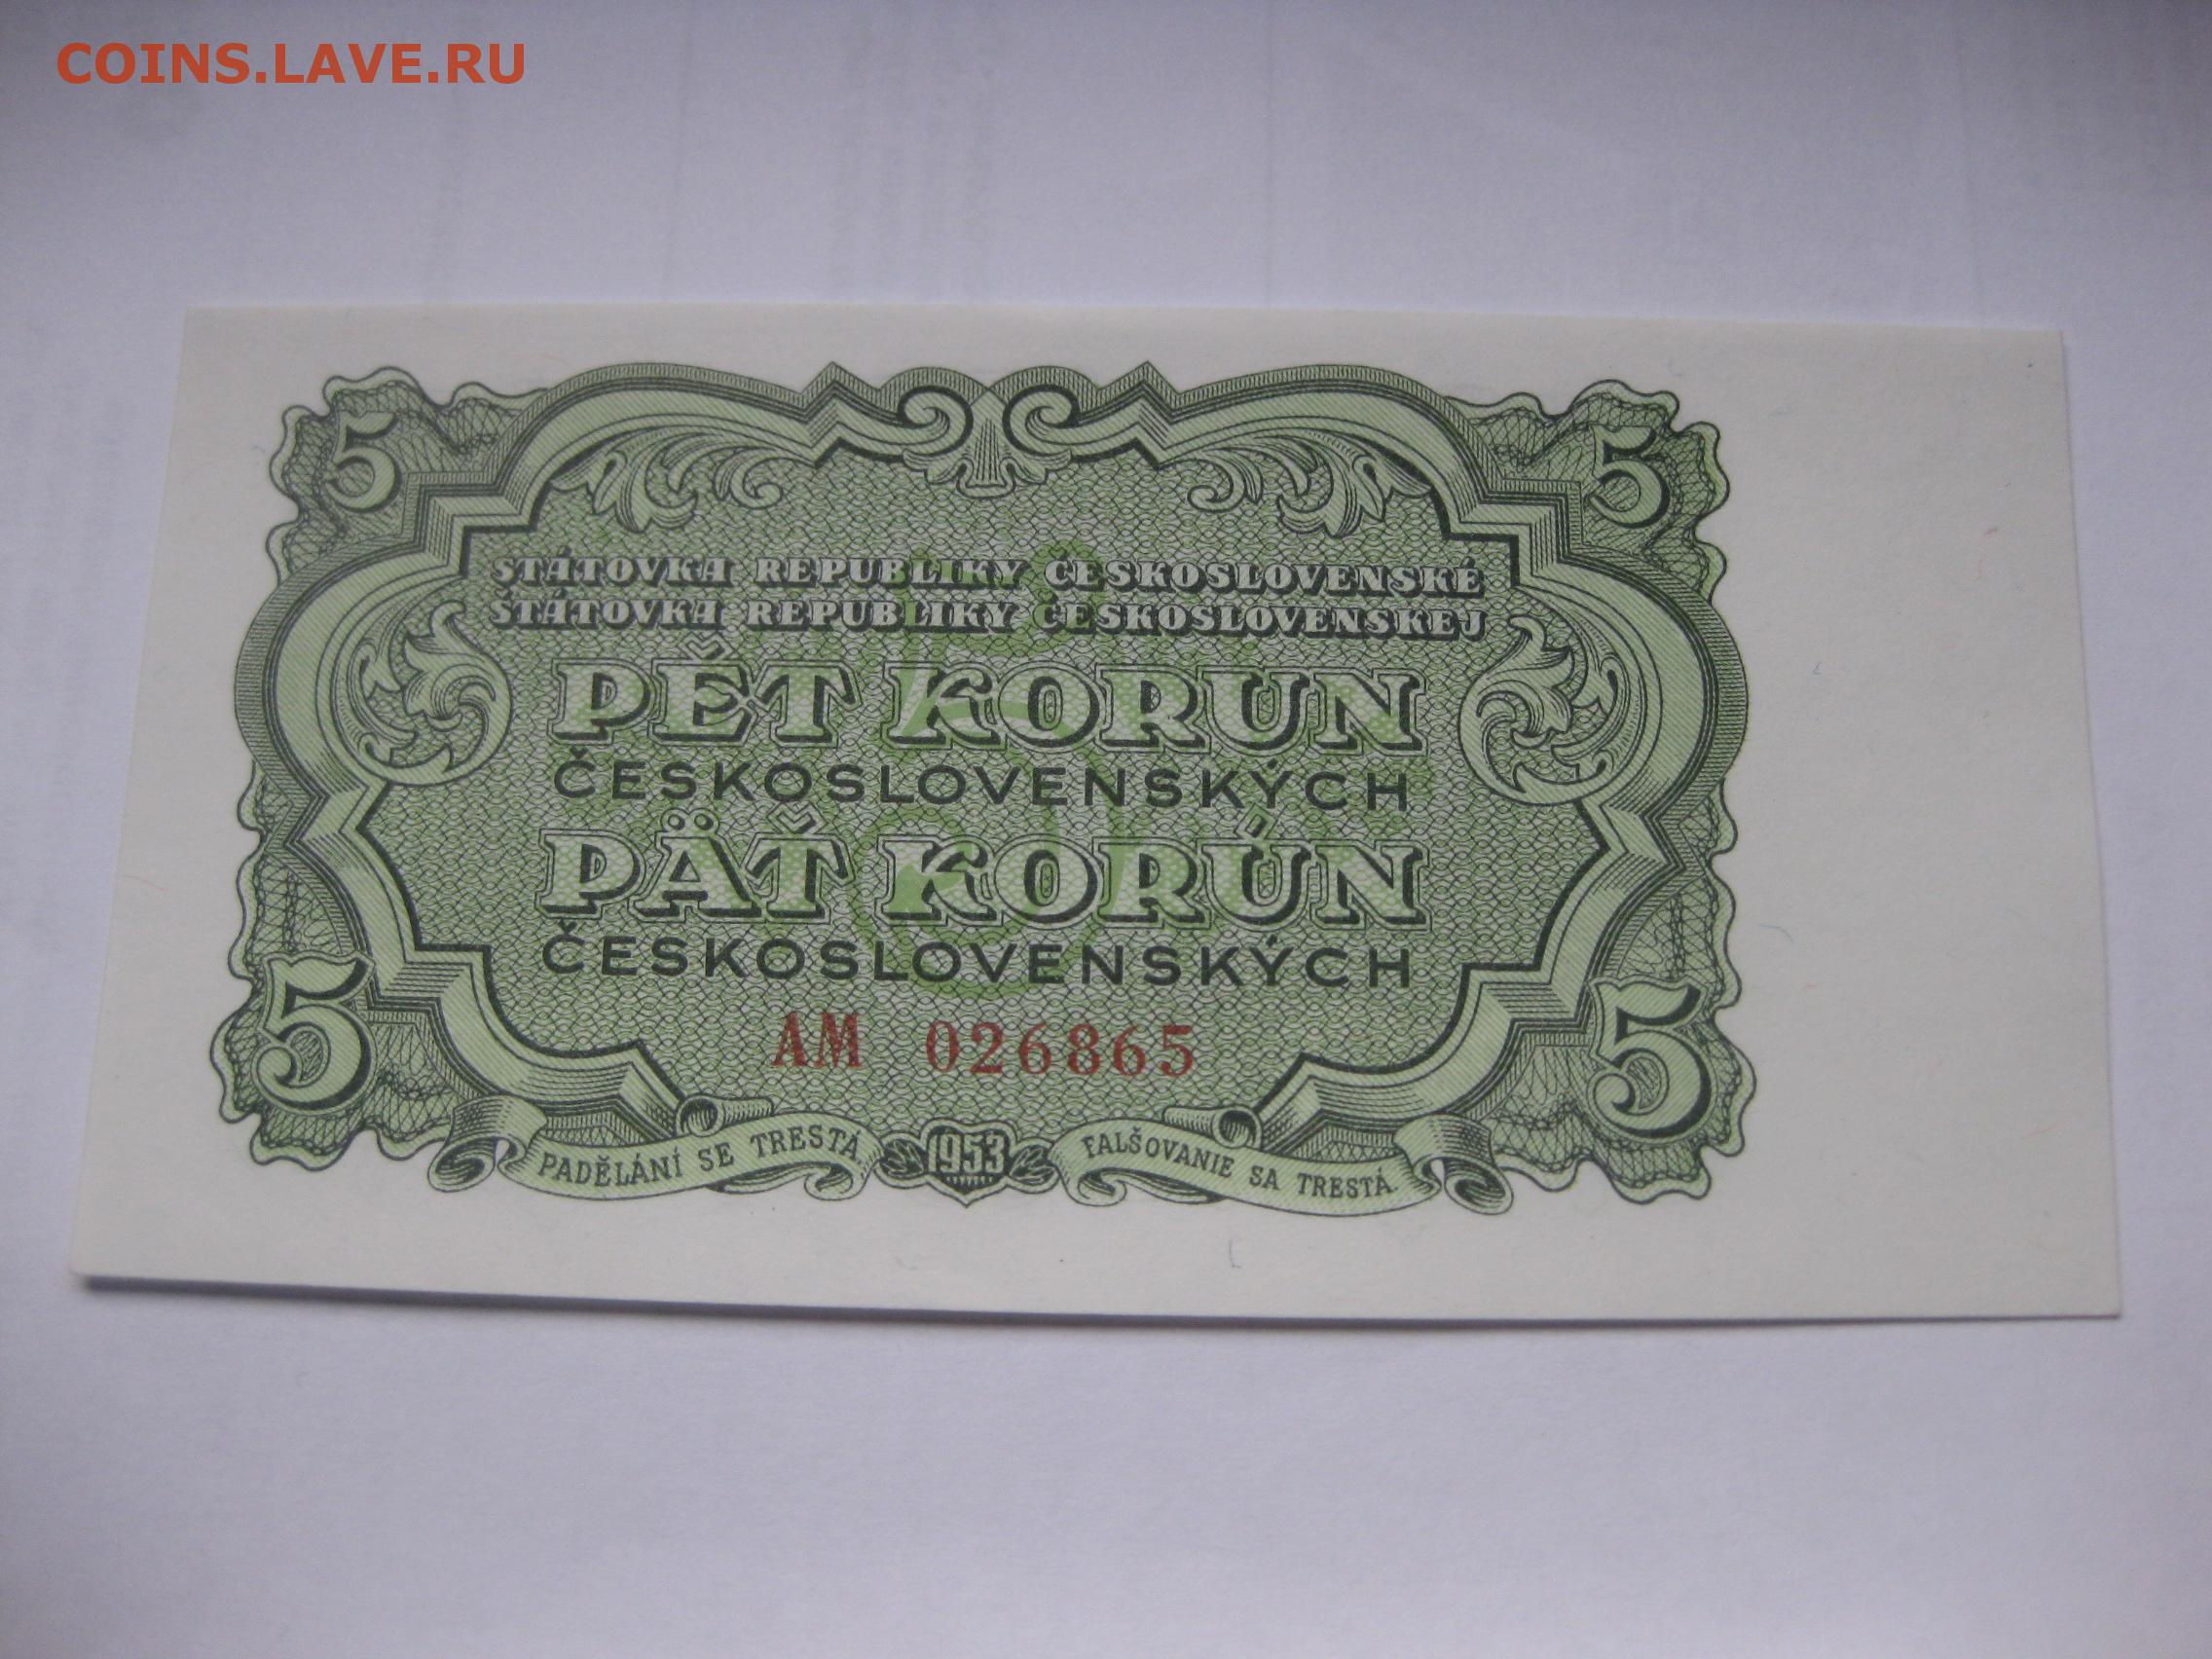 COINS.LAVE.RU
5 5
STÁTOVKA REPUBLIKY ČESKOSLOVENSKÉ
ŠTÁTOVKA REPUBLIKY ČESKOSLOVENSKEJ
PĚT KORUN
ČESKOSLOVENSKÝCH
PÄŤ KORÚN
ČESKOSLOVENSKÝCH
5 AM 026865 5
PADĚLÁNÍ SE TRESTÁ 1953 FALŠOVANIE SA TRESTÁ.